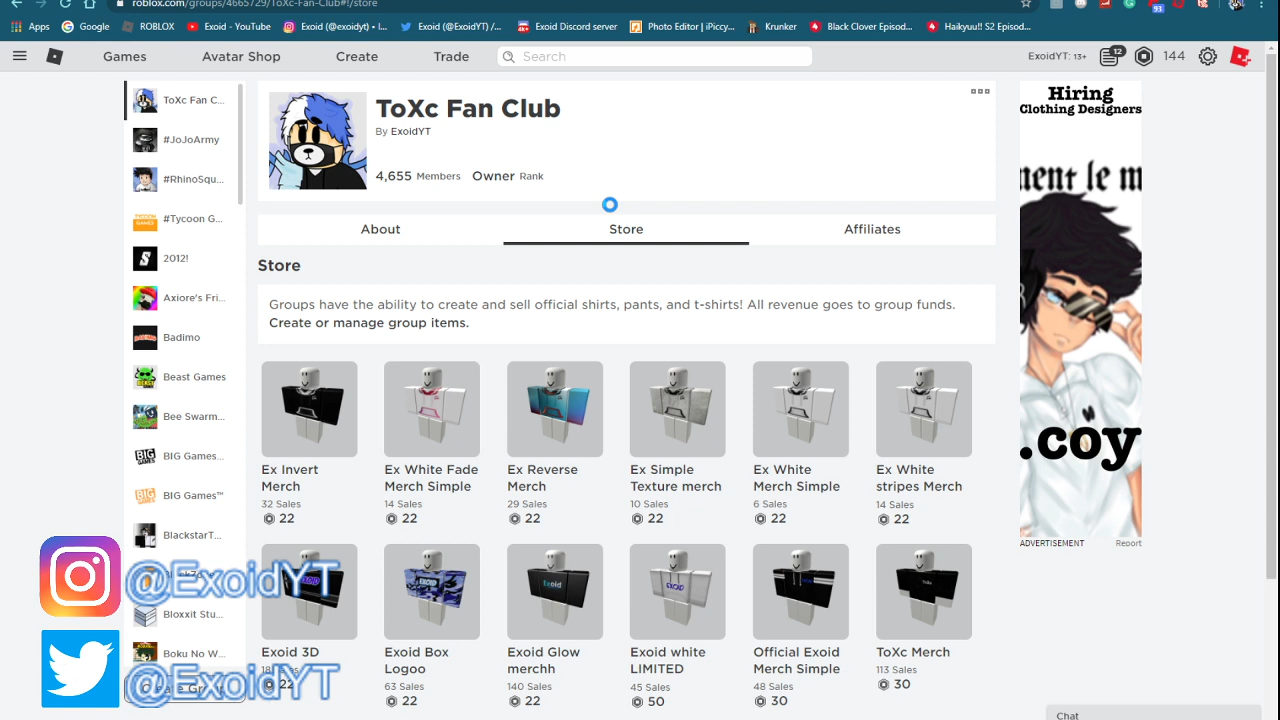 roblox.com/groups/4665729/ToXc-Fan-Club#!/store
Apps
Google
ROBLOX
Exoid - YouTube
Exoid (@exoidyt) • I...
Exoid (@ExoidYT) /...
Exoid Discord server
Photo Editor | iPiccy...
Krunker
Black Clover Episod...
Haikyuu!! S2 Episod...
93
Games
Avatar Shop
Create
Trade
Search
ExoidYT: 13+
12
144
ToXc Fan C...
#JoJoArmy
#RhinoSqu...
#Tycoon G...
2012!
Axiore's Fri...
Badimo
Beast Games
Bee Swarm...
BIG Games...
BIG Games™
BlackstarT...
Bloxxit Stu...
Boku No W...
ToXc Fan Club
By ExoidYT
4,655 Members Owner Rank
About
Store
Affiliates
Store
Groups have the ability to create and sell official shirts, pants, and t-shirts! All revenue goes to group funds.
Create or manage group items.
Ex Invert
Merch
32 Sales
22
Ex White Fade
Merch Simple
14 Sales
22
Ex Reverse
Merch
29 Sales
22
Ex Simple
Texture merch
10 Sales
22
Ex White
Merch Simple
6 Sales
22
Ex White
stripes Merch
14 Sales
22
Exoid 3D
22
Exoid Box
Logoo
63 Sales
22
Exoid Glow
merchh
140 Sales
22
Exoid white
LIMITED
45 Sales
50
Official Exoid
Merch Simple
48 Sales
30
ToXc Merch
113 Sales
30
Hiring
Clothing Designers
ment le m
.coy
ADVERTISEMENT
Report
@ExoidYT
@ExoidYT
Chat